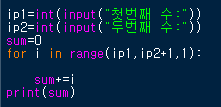 ip1=int(input("첫번째 수:"))
ip2=int(input("두번째 수:"))
sum=0
for i in range(ip1,ip2+1,1):
    sum+=i
print(sum)